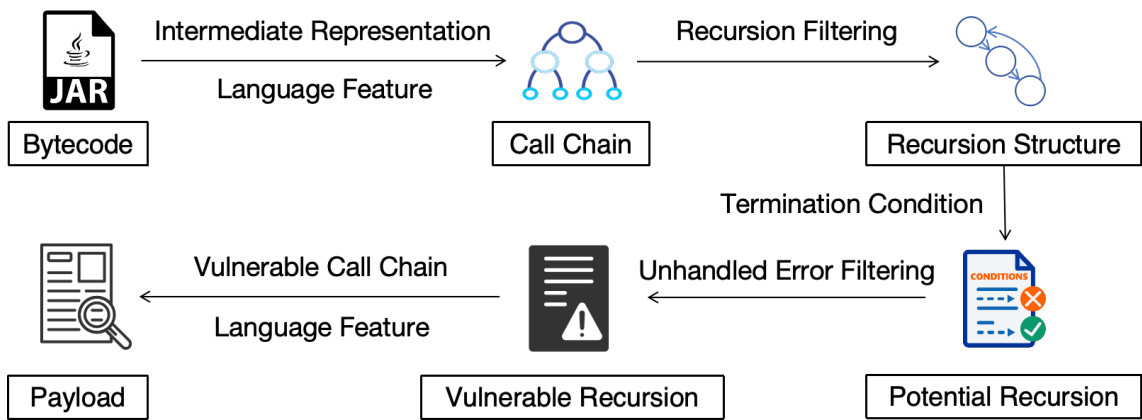 Intermediate Representation
Recursion Filtering
JAR
Language Feature
Bytecode
Call Chain
Recursion Structure
Termination Condition
Vulnerable Call Chain
Unhandled Error Filtering
CONDITIONS
Language Feature
Payload
Vulnerable Recursion
Potential Recursion